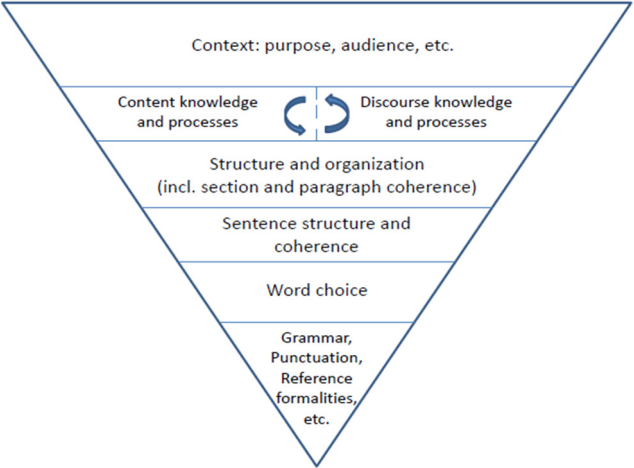 Context: purpose, audience, etc.
Content knowledge
and processes
Discourse knowledge
and processes
Structure and organization
(incl. section and paragraph coherence)
Sentence structure and
coherence
Word choice
Grammar,
Punctuation,
Reference
formalities,
etc.